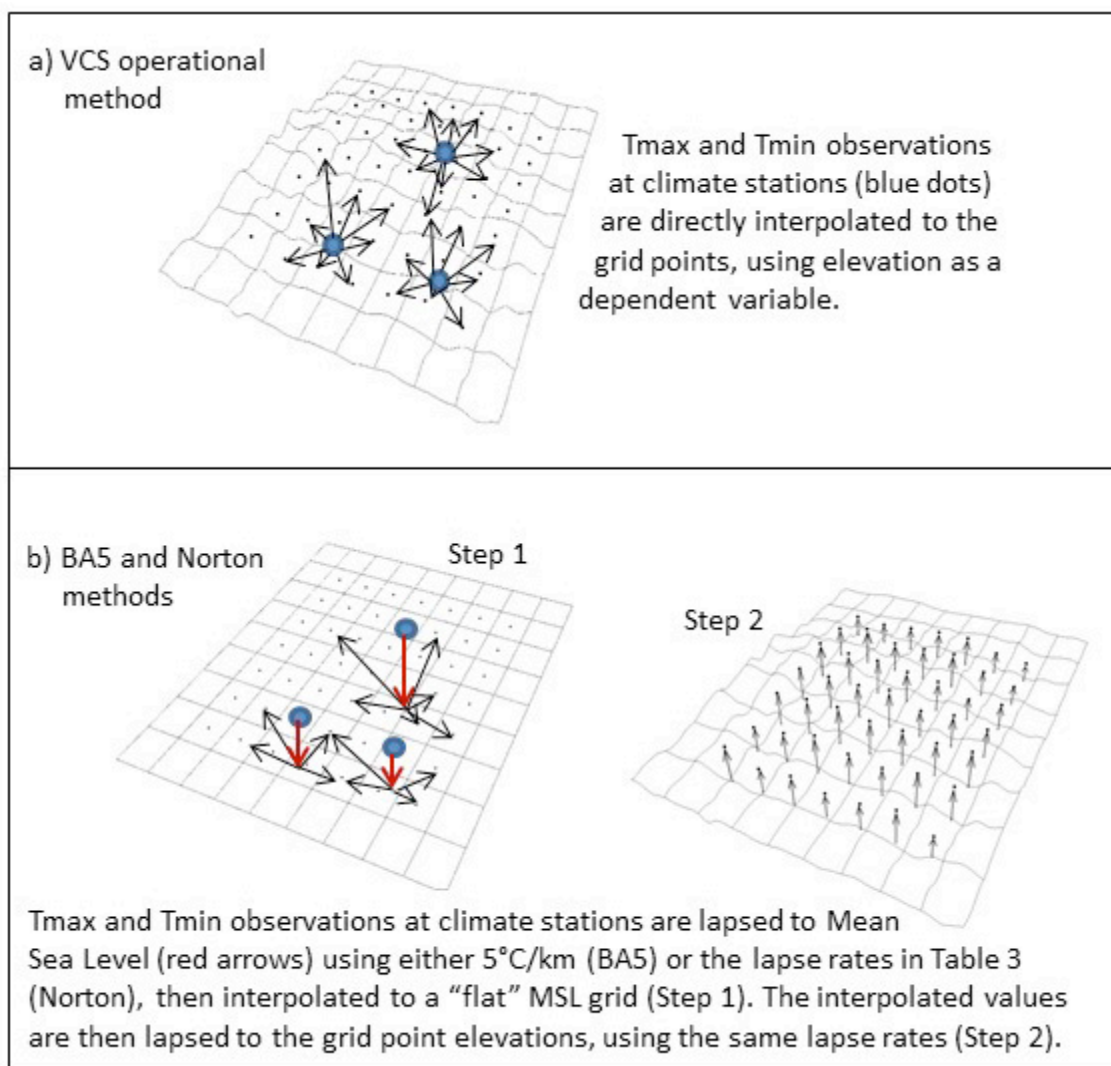 a) VCS operational
method
Tmax and Tmin observations
at climate stations (blue dots)
are directly interpolated to the
grid points, using elevation as a
dependent variable.
b) BA5 and Norton
methods
Step 1
Step 2
Tmax and Tmin observations at climate stations are lapsed to Mean
Sea Level (red arrows) using either 5°C/km (BA5) or the lapse rates in Table 3
(Norton), then interpolated to a “flat” MSL grid (Step 1). The interpolated values
are then lapsed to the grid point elevations, using the same lapse rates (Step 2).